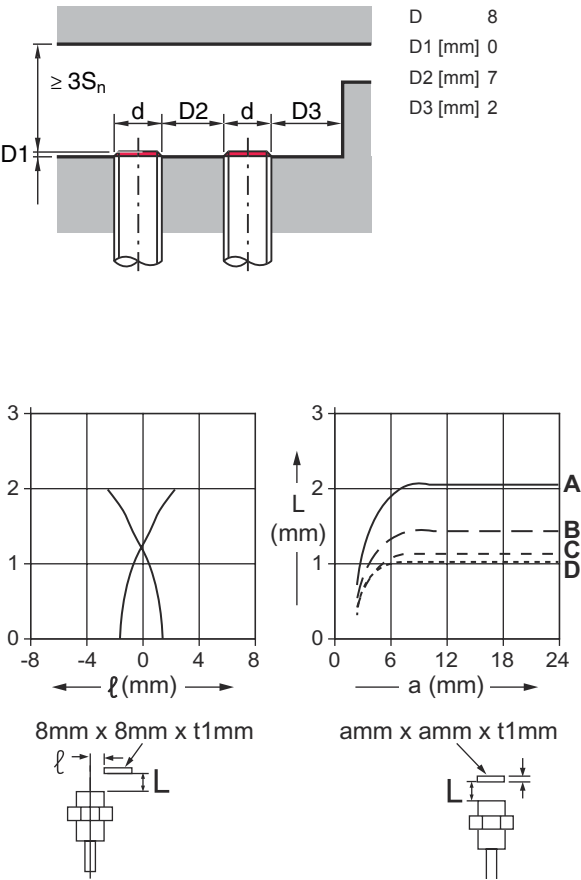 D 8
D1 [mm] 0
D2 [mm] 7
D3 [mm] 2
≥ 3Sn
d D2 d D3
D1
3
2
1
0
-8 -4 0 4 8
ℓ (mm)
8mm x 8mm x t1mm
ℓ
L
3
2
1
0
L
(mm)
A
B
C
D
0 6 12 18 24
a (mm)
amm x amm x t1mm
L